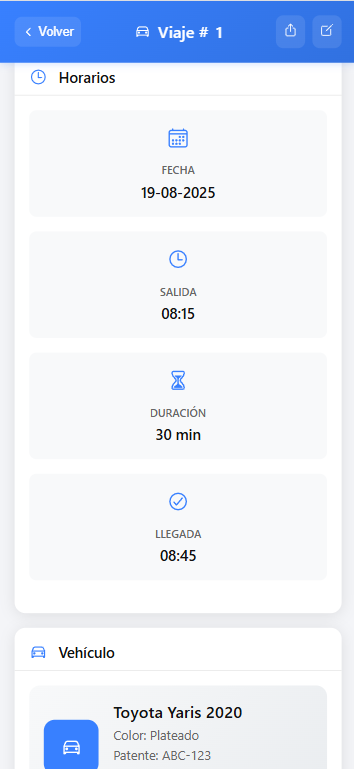 Volver
Viaje # 1
Horarios
FECHA
19-08-2025
SALIDA
08:15
DURACIÓN
30 min
LLEGADA
08:45
Vehículo
Toyota Yaris 2020
Color: Plateado
Patente: ABC-123